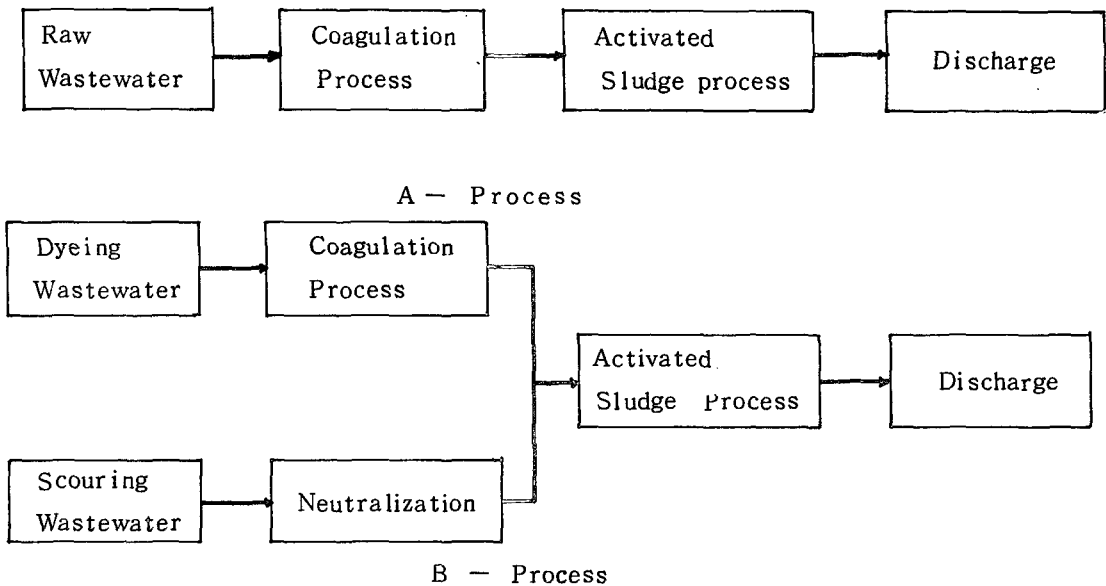 Raw
Wastewater
Coagulation
Process
Activated
Sludge process
Discharge
A — Process
Dyeing
Wastewater
Coagulation
Process
Scouring
Wastewater
Neutralization
Activated
Sludge Process
Discharge
B — Process